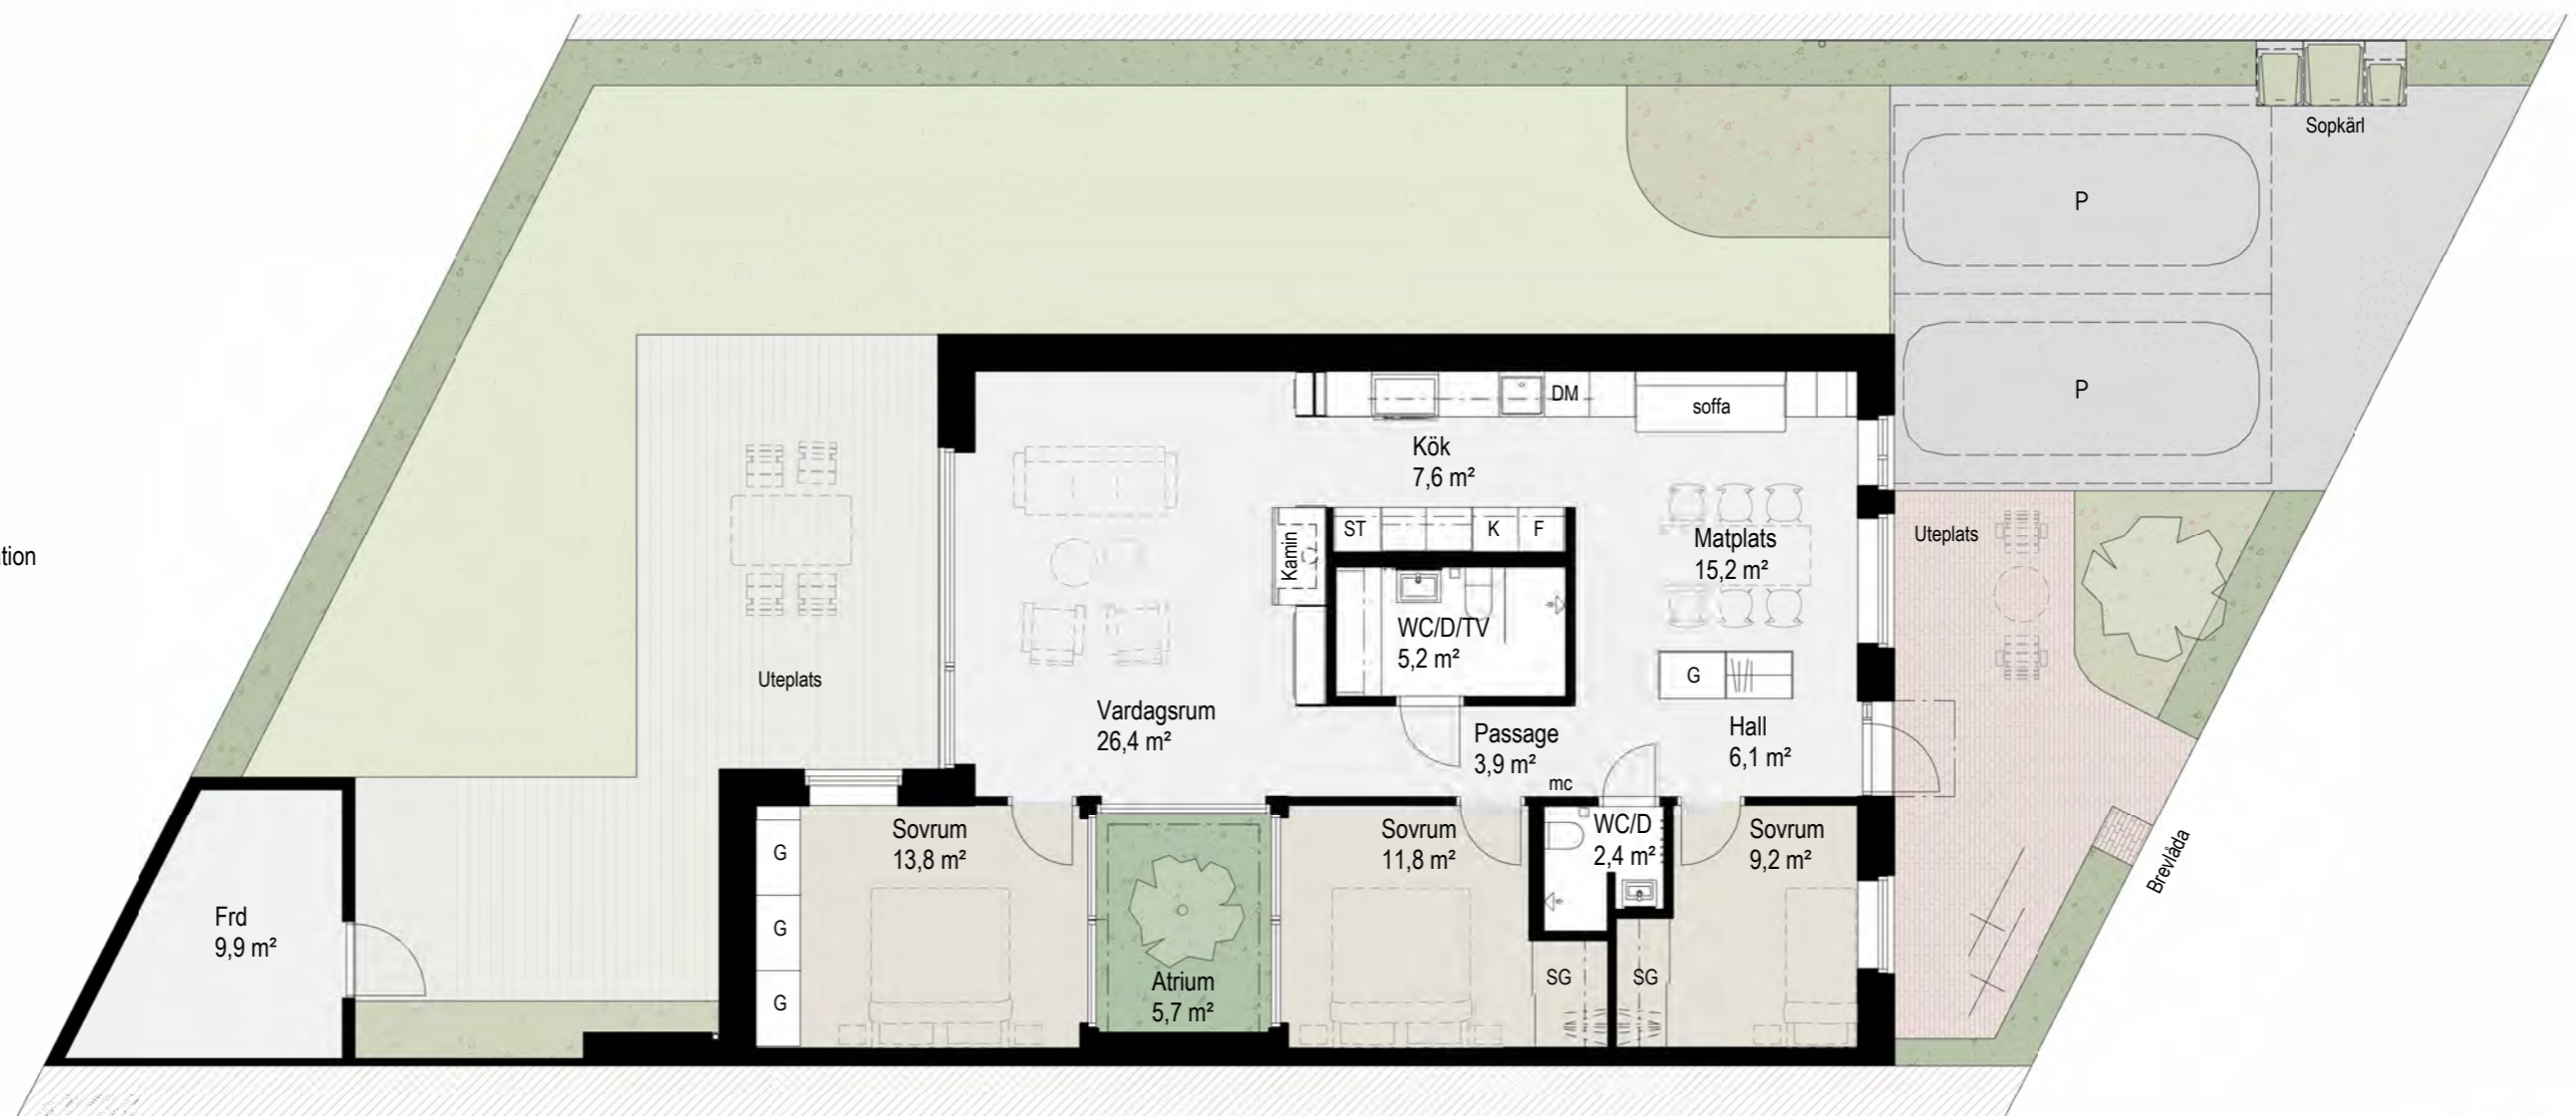 Sopkärl
P
P
DM
soffa
Kök
7,6 m²
ST
K
F
Kamin
Matplats
15,2 m²
Uteplats
tion
WC/D/TV
5,2 m²
G
Uteplats
Vardagsrum
26,4 m²
Passage
3,9 m²
mc
Hall
6,1 m²
Sovrum
13,8 m²
Sovrum
11,8 m²
WC/D
2,4 m²
Sovrum
9,2 m²
G
G
G
Brevlåda
Frd
9,9 m²
Atrium
5,7 m²
SG
SG